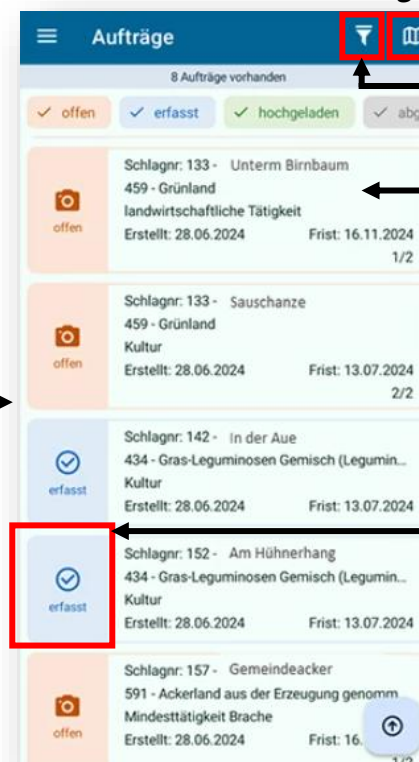 Aufträge
8 Aufträge vorhanden
offen erfasst hochgeladen
Schlagnr: 133 - Unterm Birnbaum
459 - Grünland
landwirtschaftliche Tätigkeit
offen
Erstellt: 28.06.2024 Frist: 16.11.2024
1/2
Schlagnr: 133 - Sauschanze
459 - Grünland
Kultur
offen
Erstellt: 28.06.2024 Frist: 13.07.2024
2/2
Schlagnr: 142 - In der Aue
434 - Gras-Leguminosen Gemisch (Legumin...
Kultur
erfasst
Erstellt: 28.06.2024 Frist: 13.07.2024
Schlagnr: 152 - Am Hühnerhang
434 - Gras-Leguminosen Gemisch (Legumin...
Kultur
erfasst
Erstellt: 28.06.2024 Frist: 13.07.2024
Schlagnr: 157 - Gemeindeacker
591 - Ackerland aus der Erzeugung genomm
Mindesttätigkeit Brache
offen
Erstellt: 28.06.2024 Frist: 16.